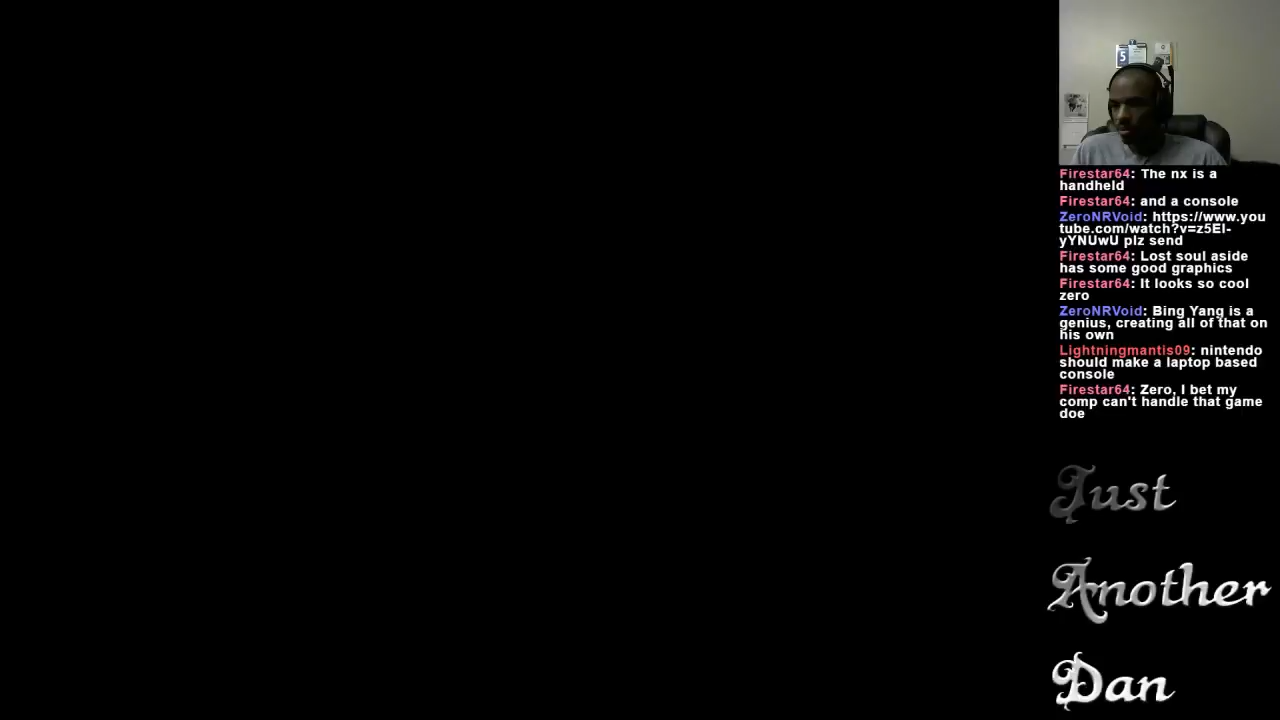 5
Firestar64: The nx is a
handheld
Firestar64: and a console
ZeroNRVoid: https://www.you
tube.com/watch?v=z5El-
yYNUwU plz send
Firestar64: Lost soul aside
has some good graphics
Firestar64: It looks so cool
zero
ZeroNRVoid: Bing Yang is a
genius, creating all of that on
his own
Lightningmantis09: nintendo
should make a laptop based
console
Firestar64: Zero, I bet my
comp can't handle that game
doe
Just
Another
Dan